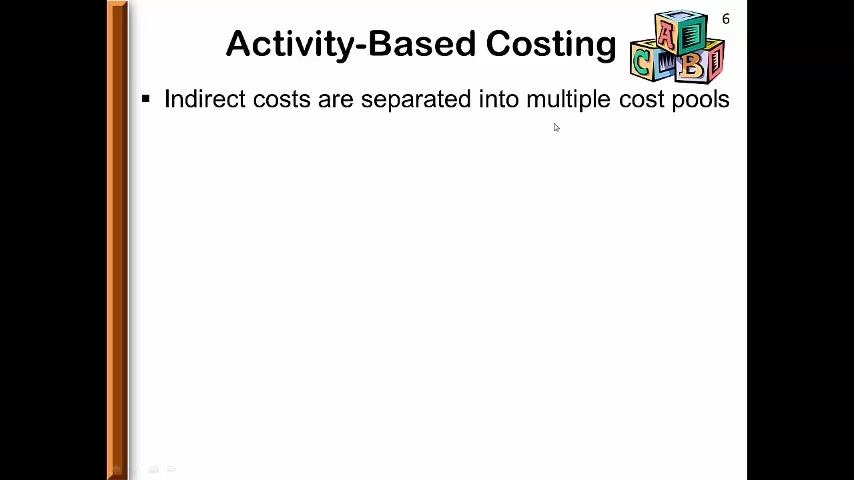 6
Activity-Based Costing
A
C B
▪ Indirect costs are separated into multiple cost pools